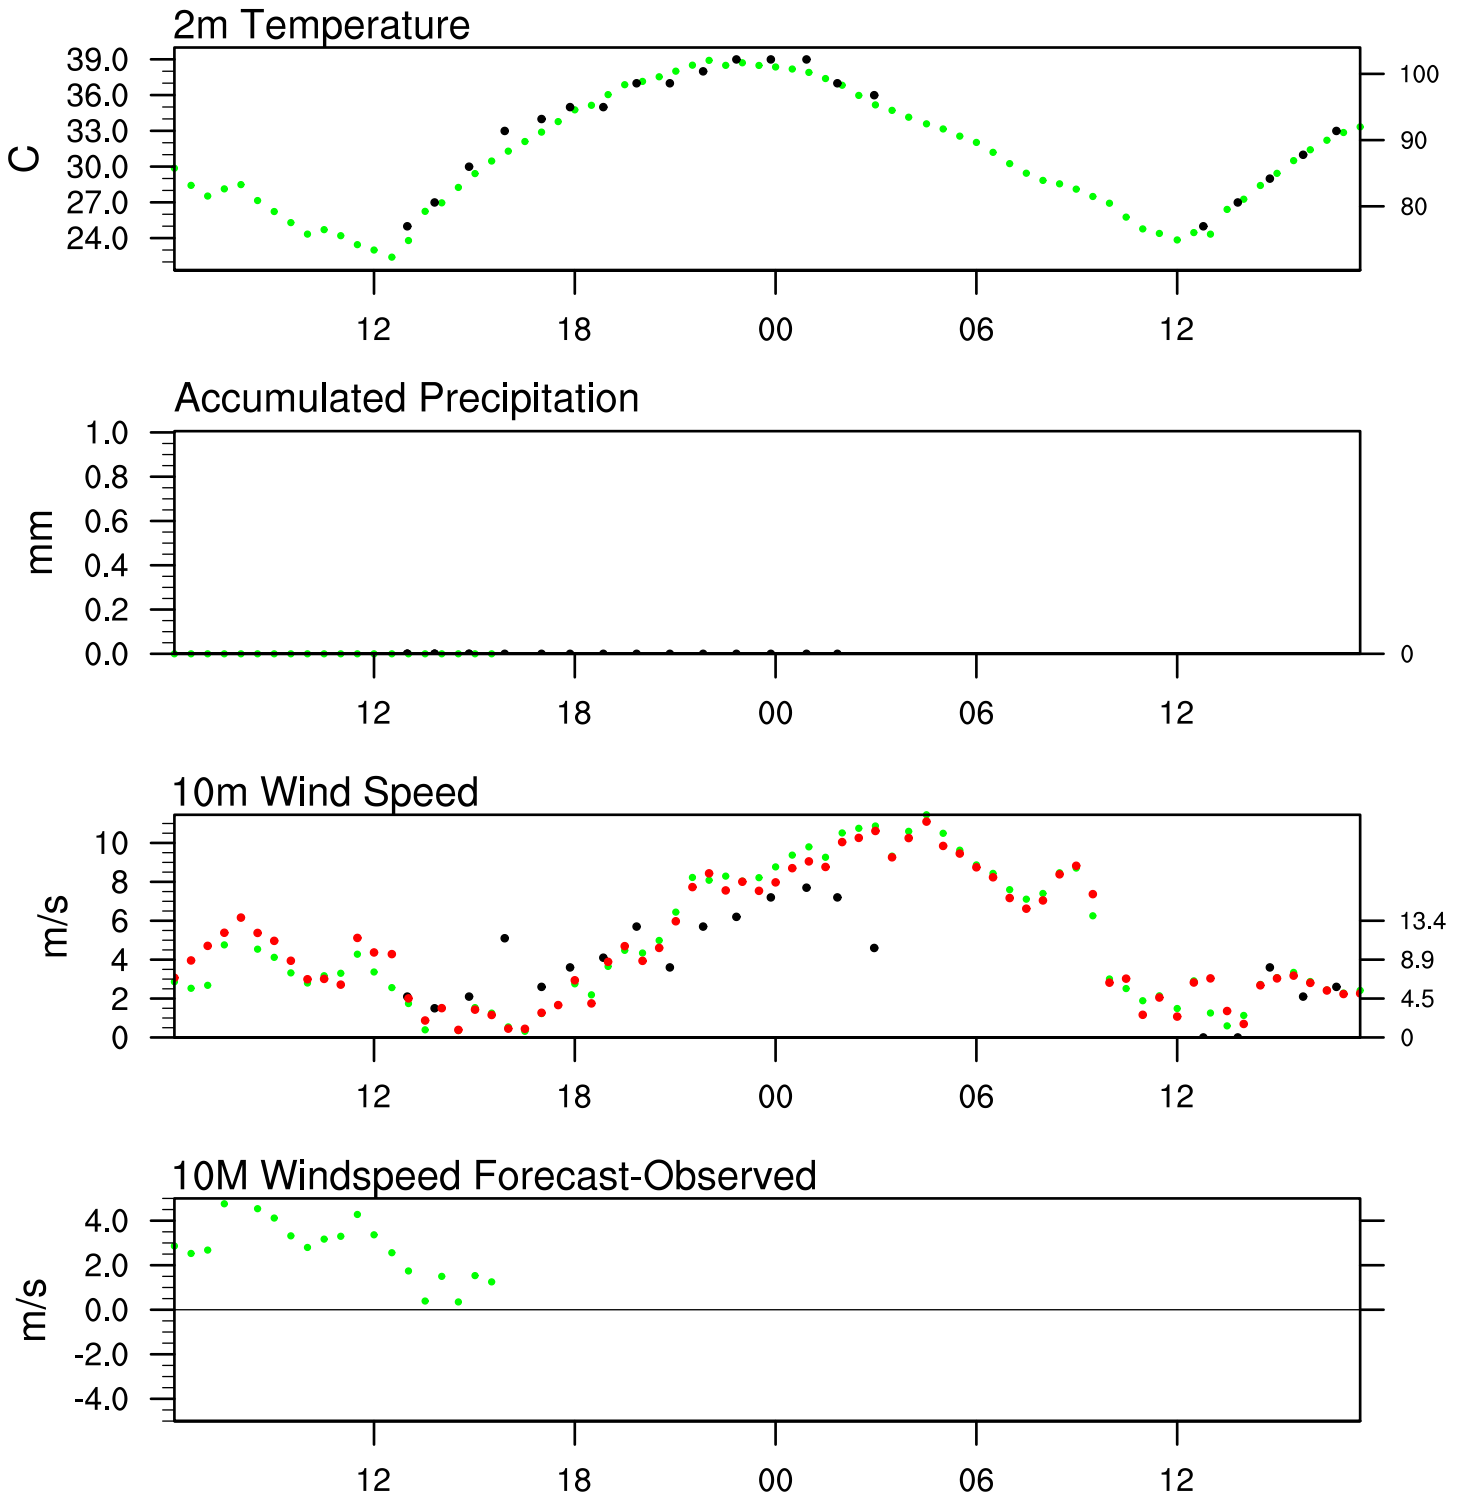 2m Temperature
39.0
36.0
33.0
30.0
27.0
24.0
C
100
90
80
12 18 00 06 12
Accumulated Precipitation
1.0
0.8
0.6
0.4
0.2
0.0
mm
0
12 18 00 06 12
10m Wind Speed
10
8
6
4
2
0
m/s
13.4
8.9
4.5
0
12 18 00 06 12
10M Windspeed Forecast-Observed
4.0
2.0
0.0
-2.0
-4.0
m/s
12 18 00 06 12